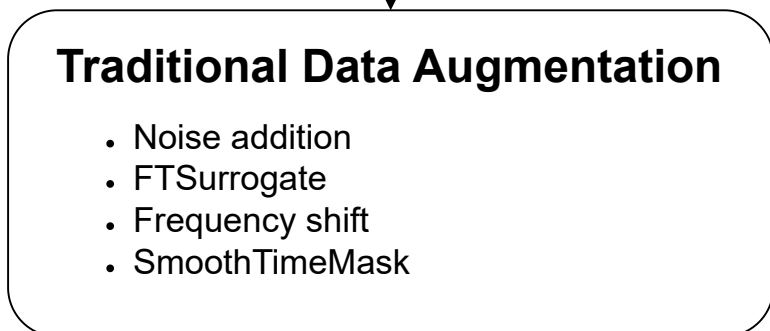 Traditional Data Augmentation
• Noise addition
• FTSurrogate
• Frequency shift
• SmoothTimeMask